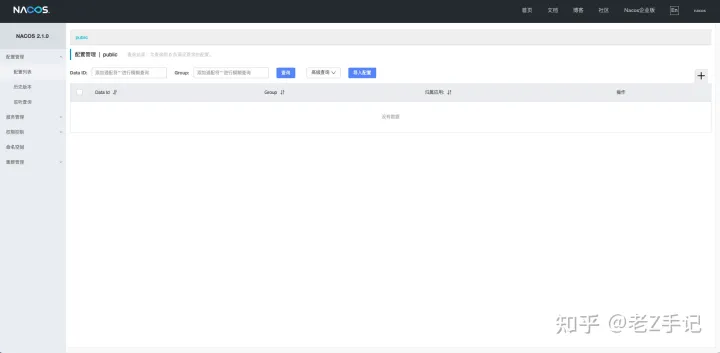 NACOS.
首页 文档 博客 社区 Nacos企业版 En nacos
NACOS 2.1.0
public
配置管理
配置管理 | public
配置列表
Data ID: 添加通配符'*'进行模糊查询 Group: 添加通配符'*'进行模糊查询 查询 高级查询 导入配置
历史版本
监听查询
Data Id Group 归属应用: 操作
服务管理
没有数据
权限控制
命名空间
集群管理
知乎 @老Z手记